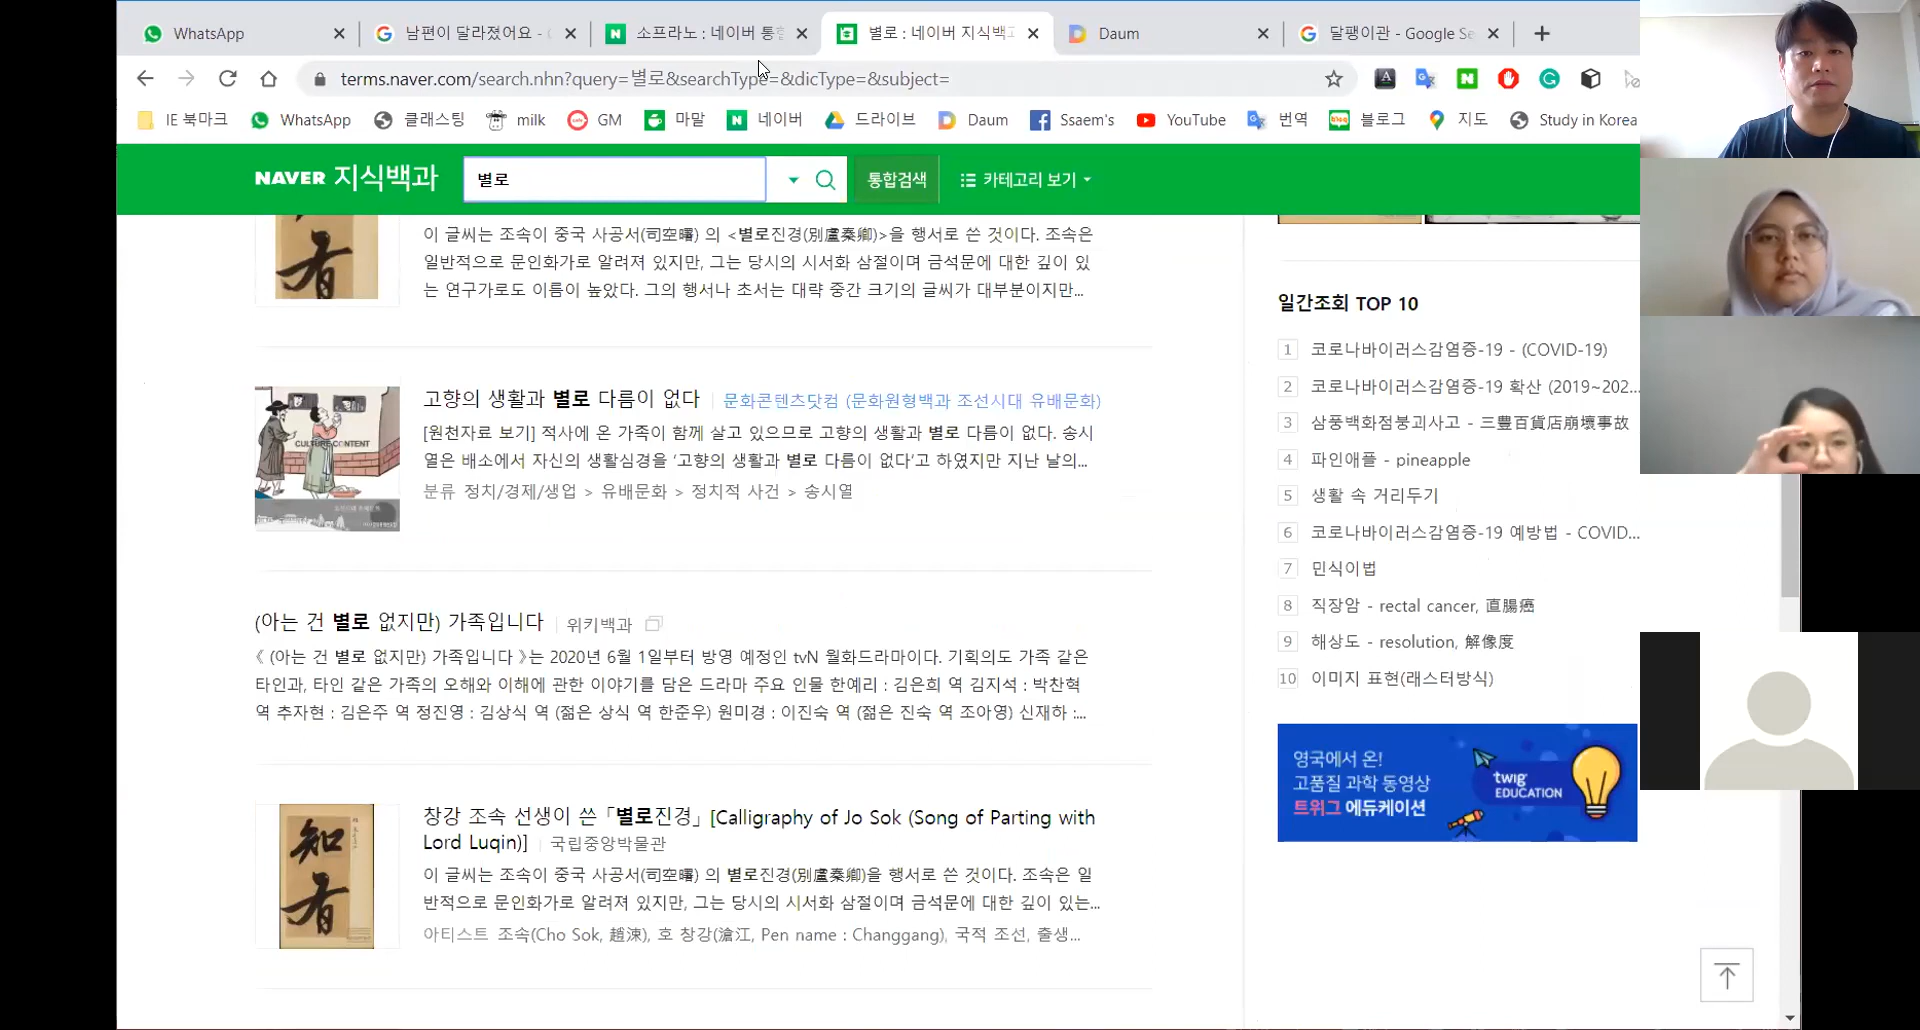 WhatsApp
남편이 달라졌어요 -
소프라노 : 네이버 통합
별로 : 네이버 지식백과
Daum
달팽이관 - Google Se
terms.naver.com/search.nhn?query=별로&searchType=&dicType=&subject=
IE 북마크
WhatsApp
클래스팅
milk
GM
마말
네이버
드라이브
Daum
Ssaem's
YouTube
번역
블로그
지도
Study in Korea
NAVER 지식백과
별로
통합검색
카테고리 보기
이 글씨는 조속이 중국 사공서(司空曙) 의 <별로진경(別盧秦卿)>을 행서로 쓴 것이다. 조속은
일반적으로 문인화가로 알려져 있지만, 그는 당시의 시서화 삼절이며 금석문에 대한 깊이 있
는 연구가로도 이름이 높았다. 그의 행서나 초서는 대략 중간 크기의 글씨가 대부분이지만...
고향의 생활과 별로 다름이 없다 문화콘텐츠닷컴 (문화원형백과 조선시대 유배문화)
[원천자료 보기] 적사에 온 가족이 함께 살고 있으므로 고향의 생활과 별로 다름이 없다. 송시
열은 배소에서 자신의 생활심경을 '고향의 생활과 별로 다름이 없다'고 하였지만 지난 날의...
분류 정치/경제/생업 > 유배문화 > 정치적 사건 > 송시열
CULTURE CONTENT
(아는 건 별로 없지만) 가족입니다 위키백과
《 (아는 건 별로 없지만) 가족입니다 》는 2020년 6월 1일부터 방영 예정인 tvN 월화드라마이다. 기획의도 가족 같은
타인과, 타인 같은 가족의 오해와 이해에 관한 이야기를 담은 드라마 주요 인물 한예리 : 김은희 역 김지석 : 박찬혁
역 추자현 : 김은주 역 정진영 : 김상식 역 (젊은 상식 역 한준우) 원미경 : 이진숙 역 (젊은 진숙 역 조아영) 신재하 :...
창강 조속 선생이 쓴 「별로진경」 [Calligraphy of Jo Sok (Song of Parting with
Lord Luqin)] 국립중앙박물관
이 글씨는 조속이 중국 사공서(司空曙) 의 별로진경(別盧秦卿)을 행서로 쓴 것이다. 조속은 일
반적으로 문인화가로 알려져 있지만, 그는 당시의 시서화 삼절이며 금석문에 대한 깊이 있는...
아티스트 조속(Cho Sok, 趙涑), 호 창강(滄江, Pen name : Changgang), 국적 조선, 출생...
知
有
일간조회 TOP 10
1 코로나바이러스감염증-19 - (COVID-19)
2 코로나바이러스감염증-19 확산 (2019~202...
3 삼풍백화점붕괴사고 - 三豊百貨店崩壞事故
4 파인애플 - pineapple
5 생활 속 거리두기
6 코로나바이러스감염증-19 예방법 - COVID...
7 민식이법
8 직장암 - rectal cancer, 直腸癌
9 해상도 - resolution, 解像度
10 이미지 표현(래스터방식)
영국에서 온!
고품질 과학 동영상
트위그 에듀케이션
twig
EDUCATION